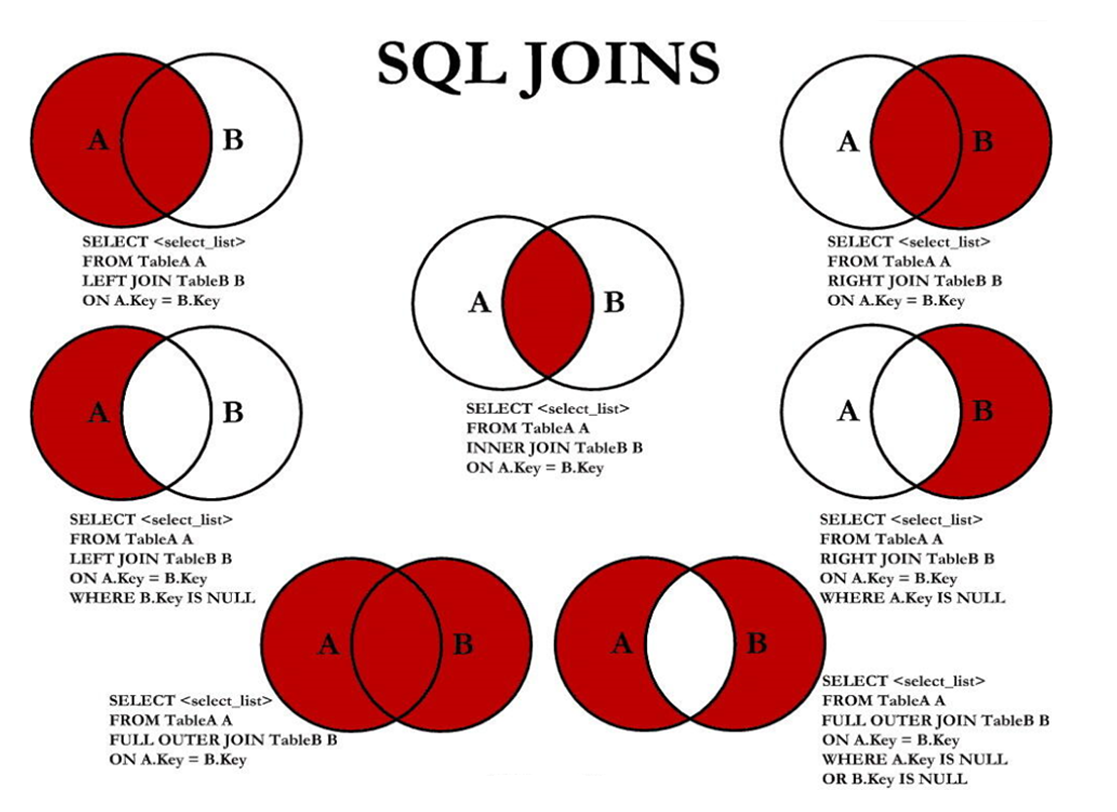 SQL JOINS
A B
SELECT <select_list>
FROM TableA A
LEFT JOIN TableB B
ON A.Key = B.Key
A B
SELECT <select_list>
FROM TableA A
RIGHT JOIN TableB B
ON A.Key = B.Key
A B
SELECT <select_list>
FROM TableA A
INNER JOIN TableB B
ON A.Key = B.Key
A B
SELECT <select_list>
FROM TableA A
LEFT JOIN TableB B
ON A.Key = B.Key
WHERE B.Key IS NULL
A B
SELECT <select_list>
FROM TableA A
RIGHT JOIN TableB B
ON A.Key = B.Key
WHERE A.Key IS NULL
A B
SELECT <select_list>
FROM TableA A
FULL OUTER JOIN TableB B
ON A.Key = B.Key
A B
SELECT <select_list>
FROM TableA A
FULL OUTER JOIN TableB B
ON A.Key = B.Key
WHERE A.Key IS NULL
OR B.Key IS NULL